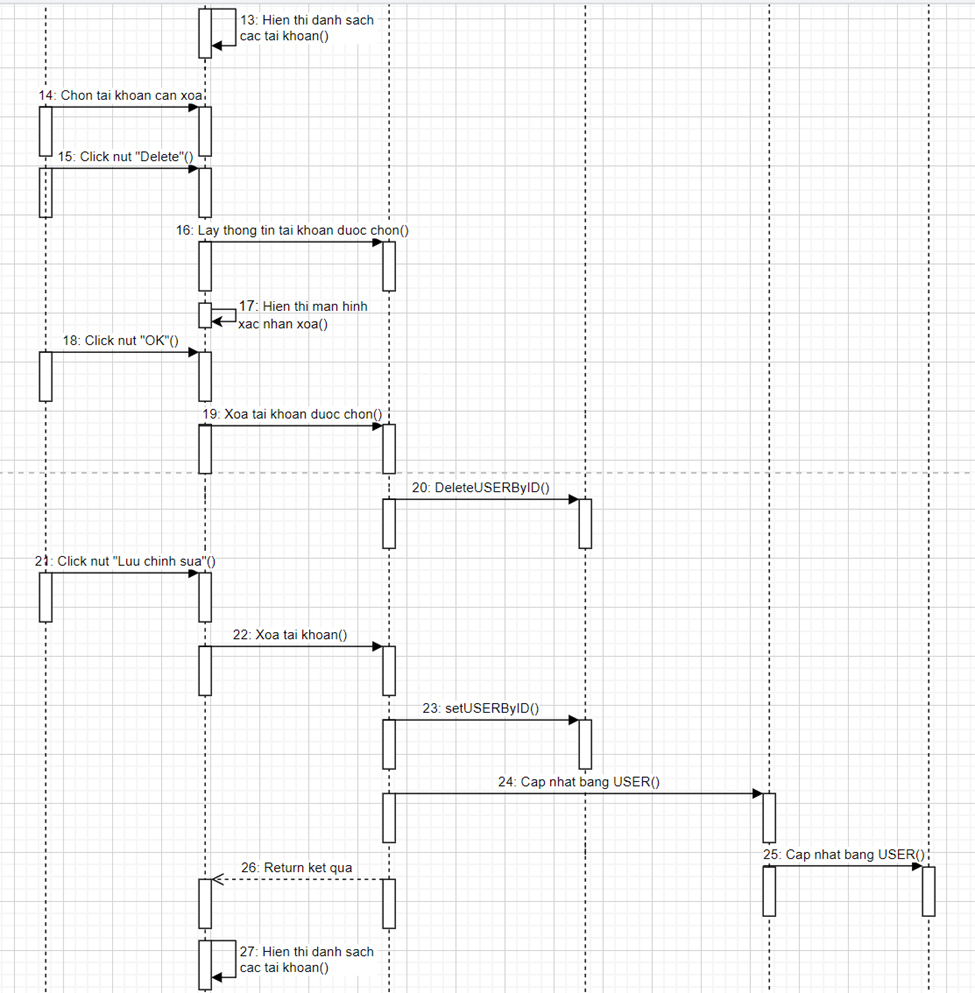 13: Hien thi danh sach
cac tai khoan()
14: Chon tai khoan can xoa
15: Click nut "Delete"()
16: Lay thong tin tai khoan duoc chon()
17: Hien thi man hinh
xac nhan xoa()
18: Click nut "OK"()
19: Xoa tai khoan duoc chon()
20: DeleteUSERByID()
21: Click nut "Luu chinh sua"()
22: Xoa tai khoan()
23: setUSERByID()
24: Cap nhat bang USER()
25: Cap nhat bang USER()
26: Return ket qua
27: Hien thi danh sach
cac tai khoan()